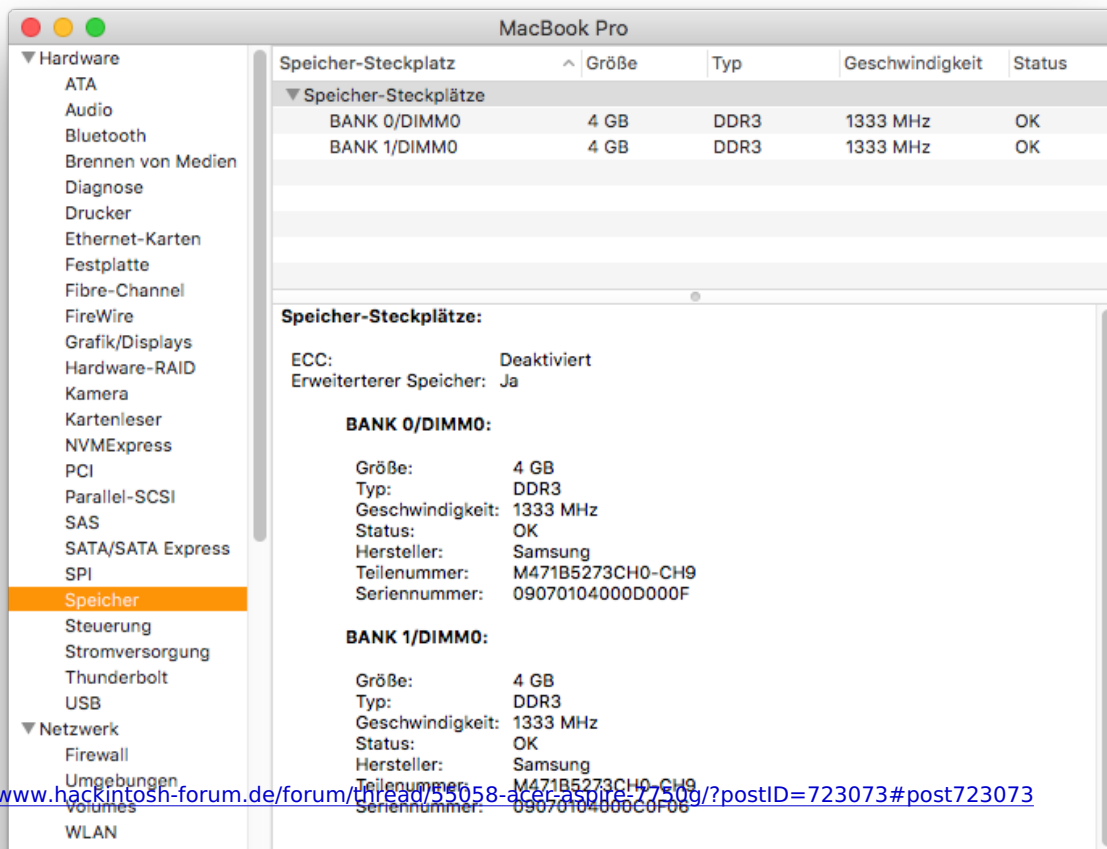 MacBook Pro
Hardware
ATA
Audio
Bluetooth
Brennen von Medien
Diagnose
Drucker
Ethernet-Karten
Festplatte
Fibre-Channel
FireWire
Grafik/Displays
Hardware-RAID
Kamera
Kartenleser
NVMExpress
PCI
Parallel-SCSI
SAS
SATA/SATA Express
SPI
Speicher
Steuerung
Stromversorgung
Thunderbolt
USB
Netzwerk
Firewall
Umgebungen
Volumes
WLAN
Speicher-Steckplatz Größe Typ Geschwindigkeit Status
Speicher-Steckplätze
BANK 0/DIMM0 4 GB DDR3 1333 MHz OK
BANK 1/DIMM0 4 GB DDR3 1333 MHz OK
Speicher-Steckplätze:
ECC: Deaktiviert
Erweiterterer Speicher: Ja
BANK 0/DIMM0:
Größe: 4 GB
Typ: DDR3
Geschwindigkeit: 1333 MHz
Status: OK
Hersteller: Samsung
Teilenummer: M471B5273CH0-CH9
Seriennummer: 09070104000D000F
BANK 1/DIMM0:
Größe: 4 GB
Typ: DDR3
Geschwindigkeit: 1333 MHz
Status: OK
Hersteller: Samsung
Teilenummer: M471B5273CH0-CH9
Seriennummer: 09070104000C0F06
www.hackintosh-forum.de/forum/thread/55058-acer-aspire-7750g/?postID=723073#post723073